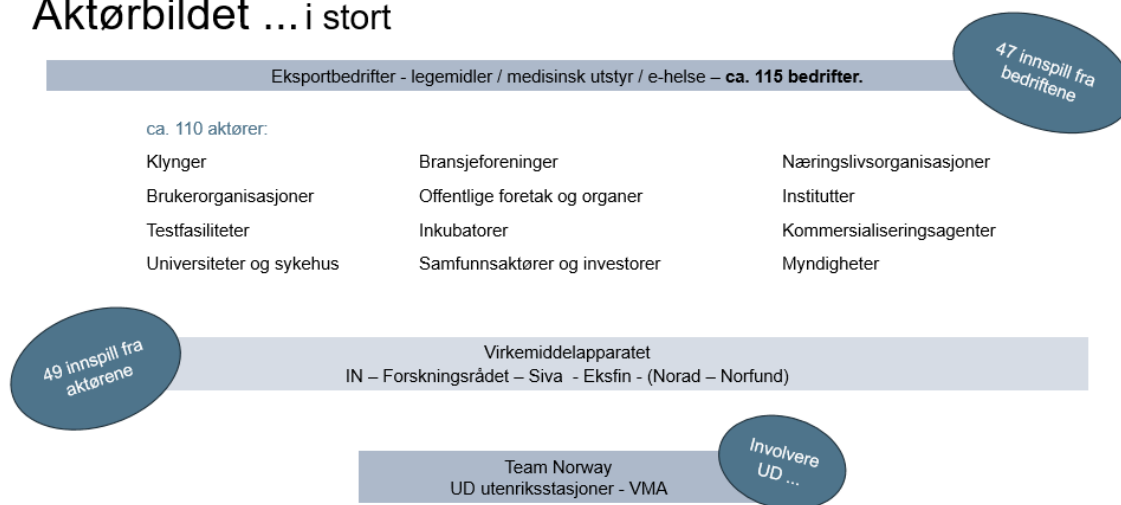 Aktørbildet ... i stort
47 innspill fra
bedriftene
Eksportbedrifter - legemidler / medisinsk utstyr / e-helse – ca. 115 bedrifter.
ca. 110 aktører:
Klynger
Bransjeforeninger
Næringslivsorganisasjoner
Brukerorganisasjoner
Offentlige foretak og organer
Institutter
Testfasiliteter
Inkubatorer
Kommersialiseringsagenter
Universiteter og sykehus
Samfunnsaktører og investorer
Myndigheter
49 innspill fra
aktørene
Virkemiddelapparatet
IN – Forskningsrådet – Siva - Eksfin - (Norad – Norfund)
Involvere
UD ...
Team Norway
UD utenriksstasjoner - VMA